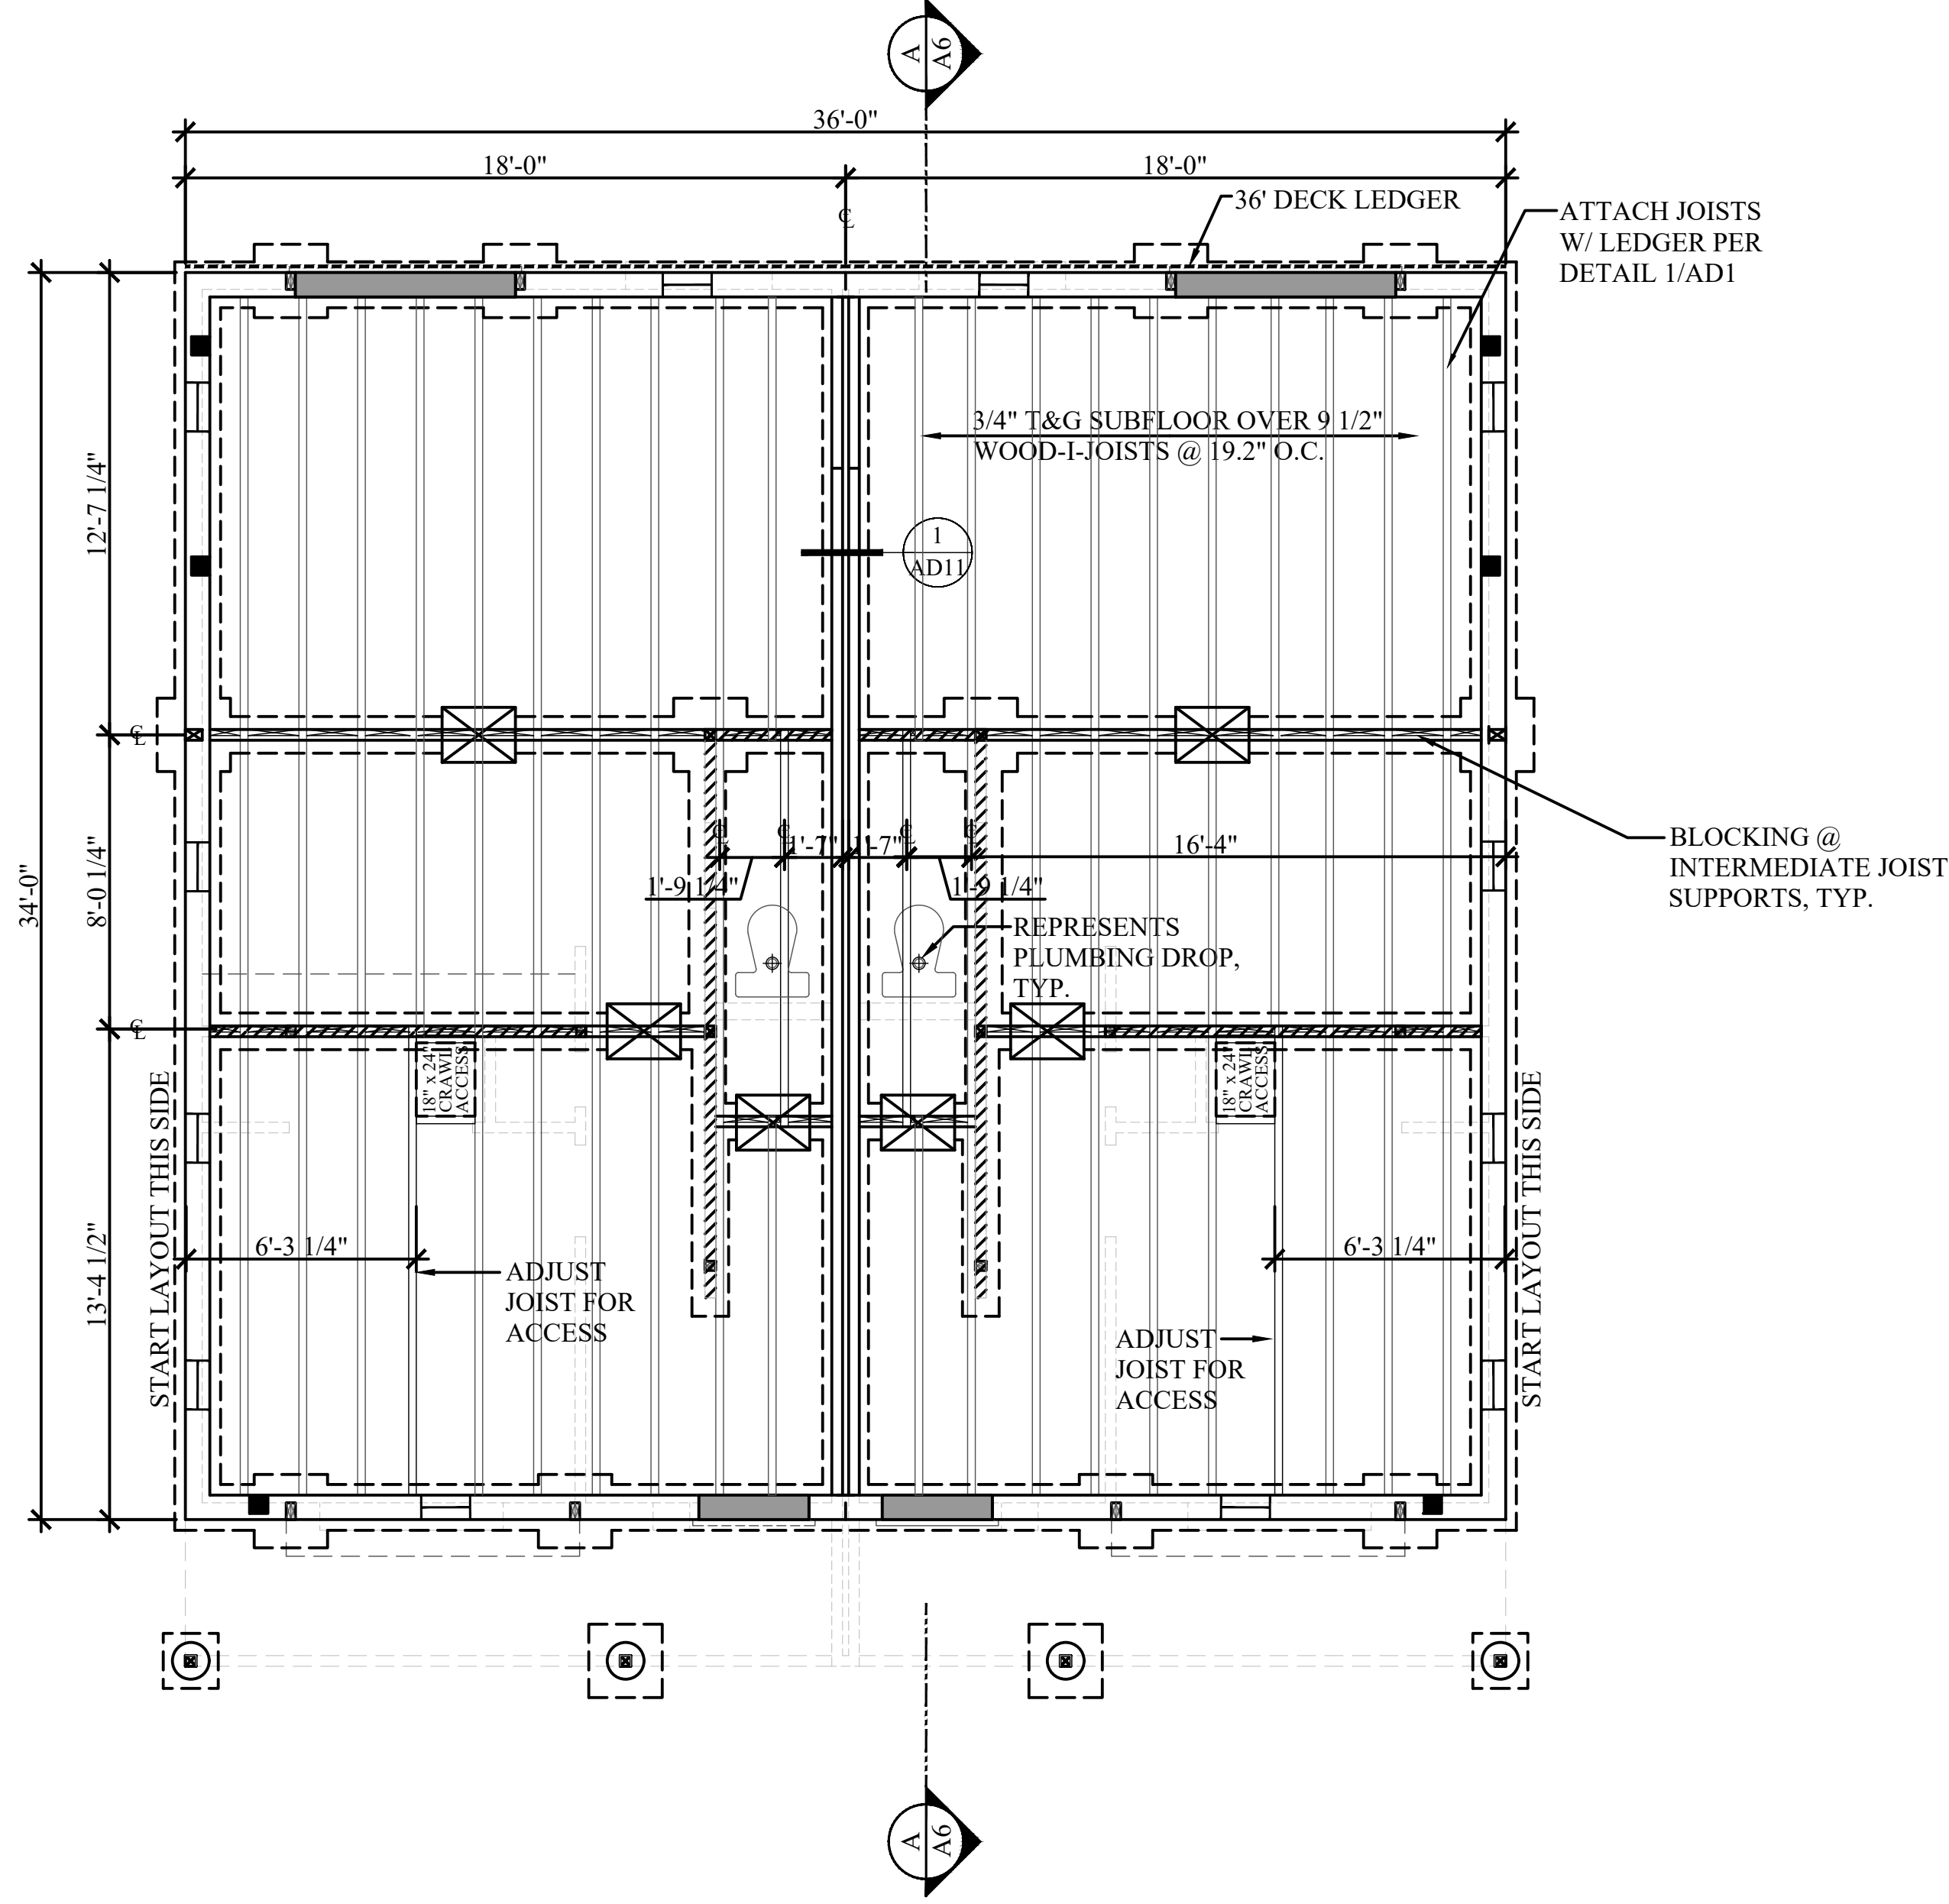 A
A6
36'-0"
18'-0"
18'-0"
℄
36' DECK LEDGER
ATTACH JOISTS
W/ LEDGER PER
DETAIL 1/AD1
3/4" T&G SUBFLOOR OVER 9 1/2"
WOOD-I-JOISTS @ 19.2" O.C.
12'-7 1/4"
1
AD11
℄
34'-0"
8'-0 1/4"
℄
℄
℄
℄
1'-7"
1'-7"
16'-4"
1'-9 1/4"
1'-9 1/4"
BLOCKING @
INTERMEDIATE JOIST
SUPPORTS, TYP.
REPRESENTS
PLUMBING DROP,
TYP.
℄
18" x 24"
CRAWL
ACCESS
18" x 24"
CRAWL
ACCESS
START LAYOUT THIS SIDE
START LAYOUT THIS SIDE
13'-4 1/2"
6'-3 1/4"
6'-3 1/4"
ADJUST
JOIST FOR
ACCESS
ADJUST
JOIST FOR
ACCESS
A
A6